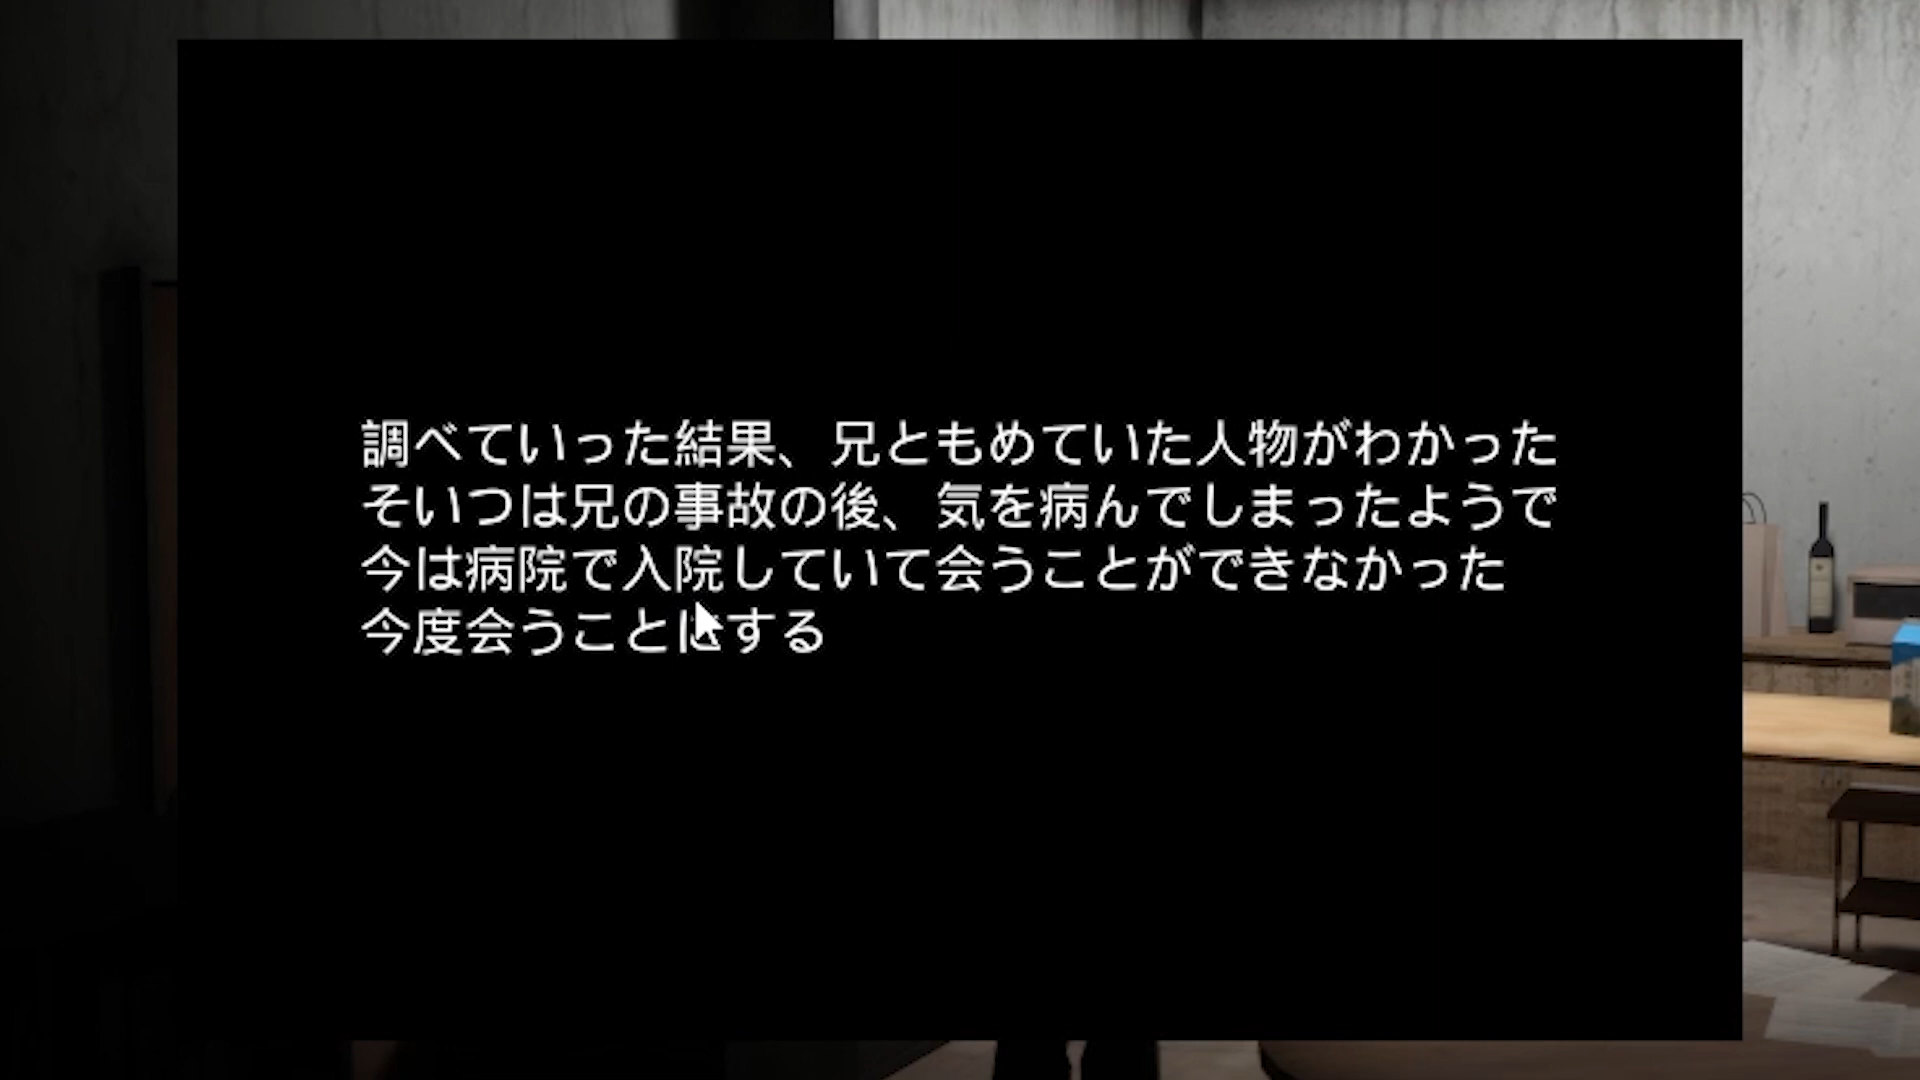 調べていった結果、兄ともめていた人物がわかった
そいつは兄の事故の後、気を病んでしまったようで
今は病院で入院していて会うことができなかった
今度会うことにする